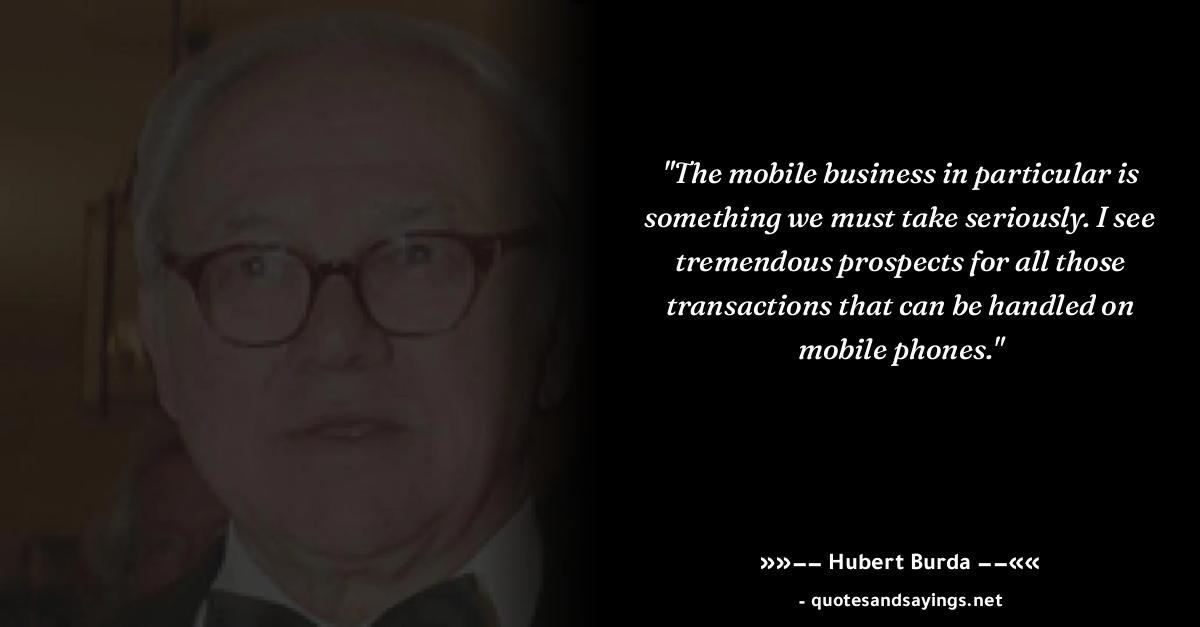 "The mobile business in particular is
something we must take seriously. I see
tremendous prospects for all those
transactions that can be handled on
mobile phones."
»»–– Hubert Burda ––««
- quotesandsayings.net